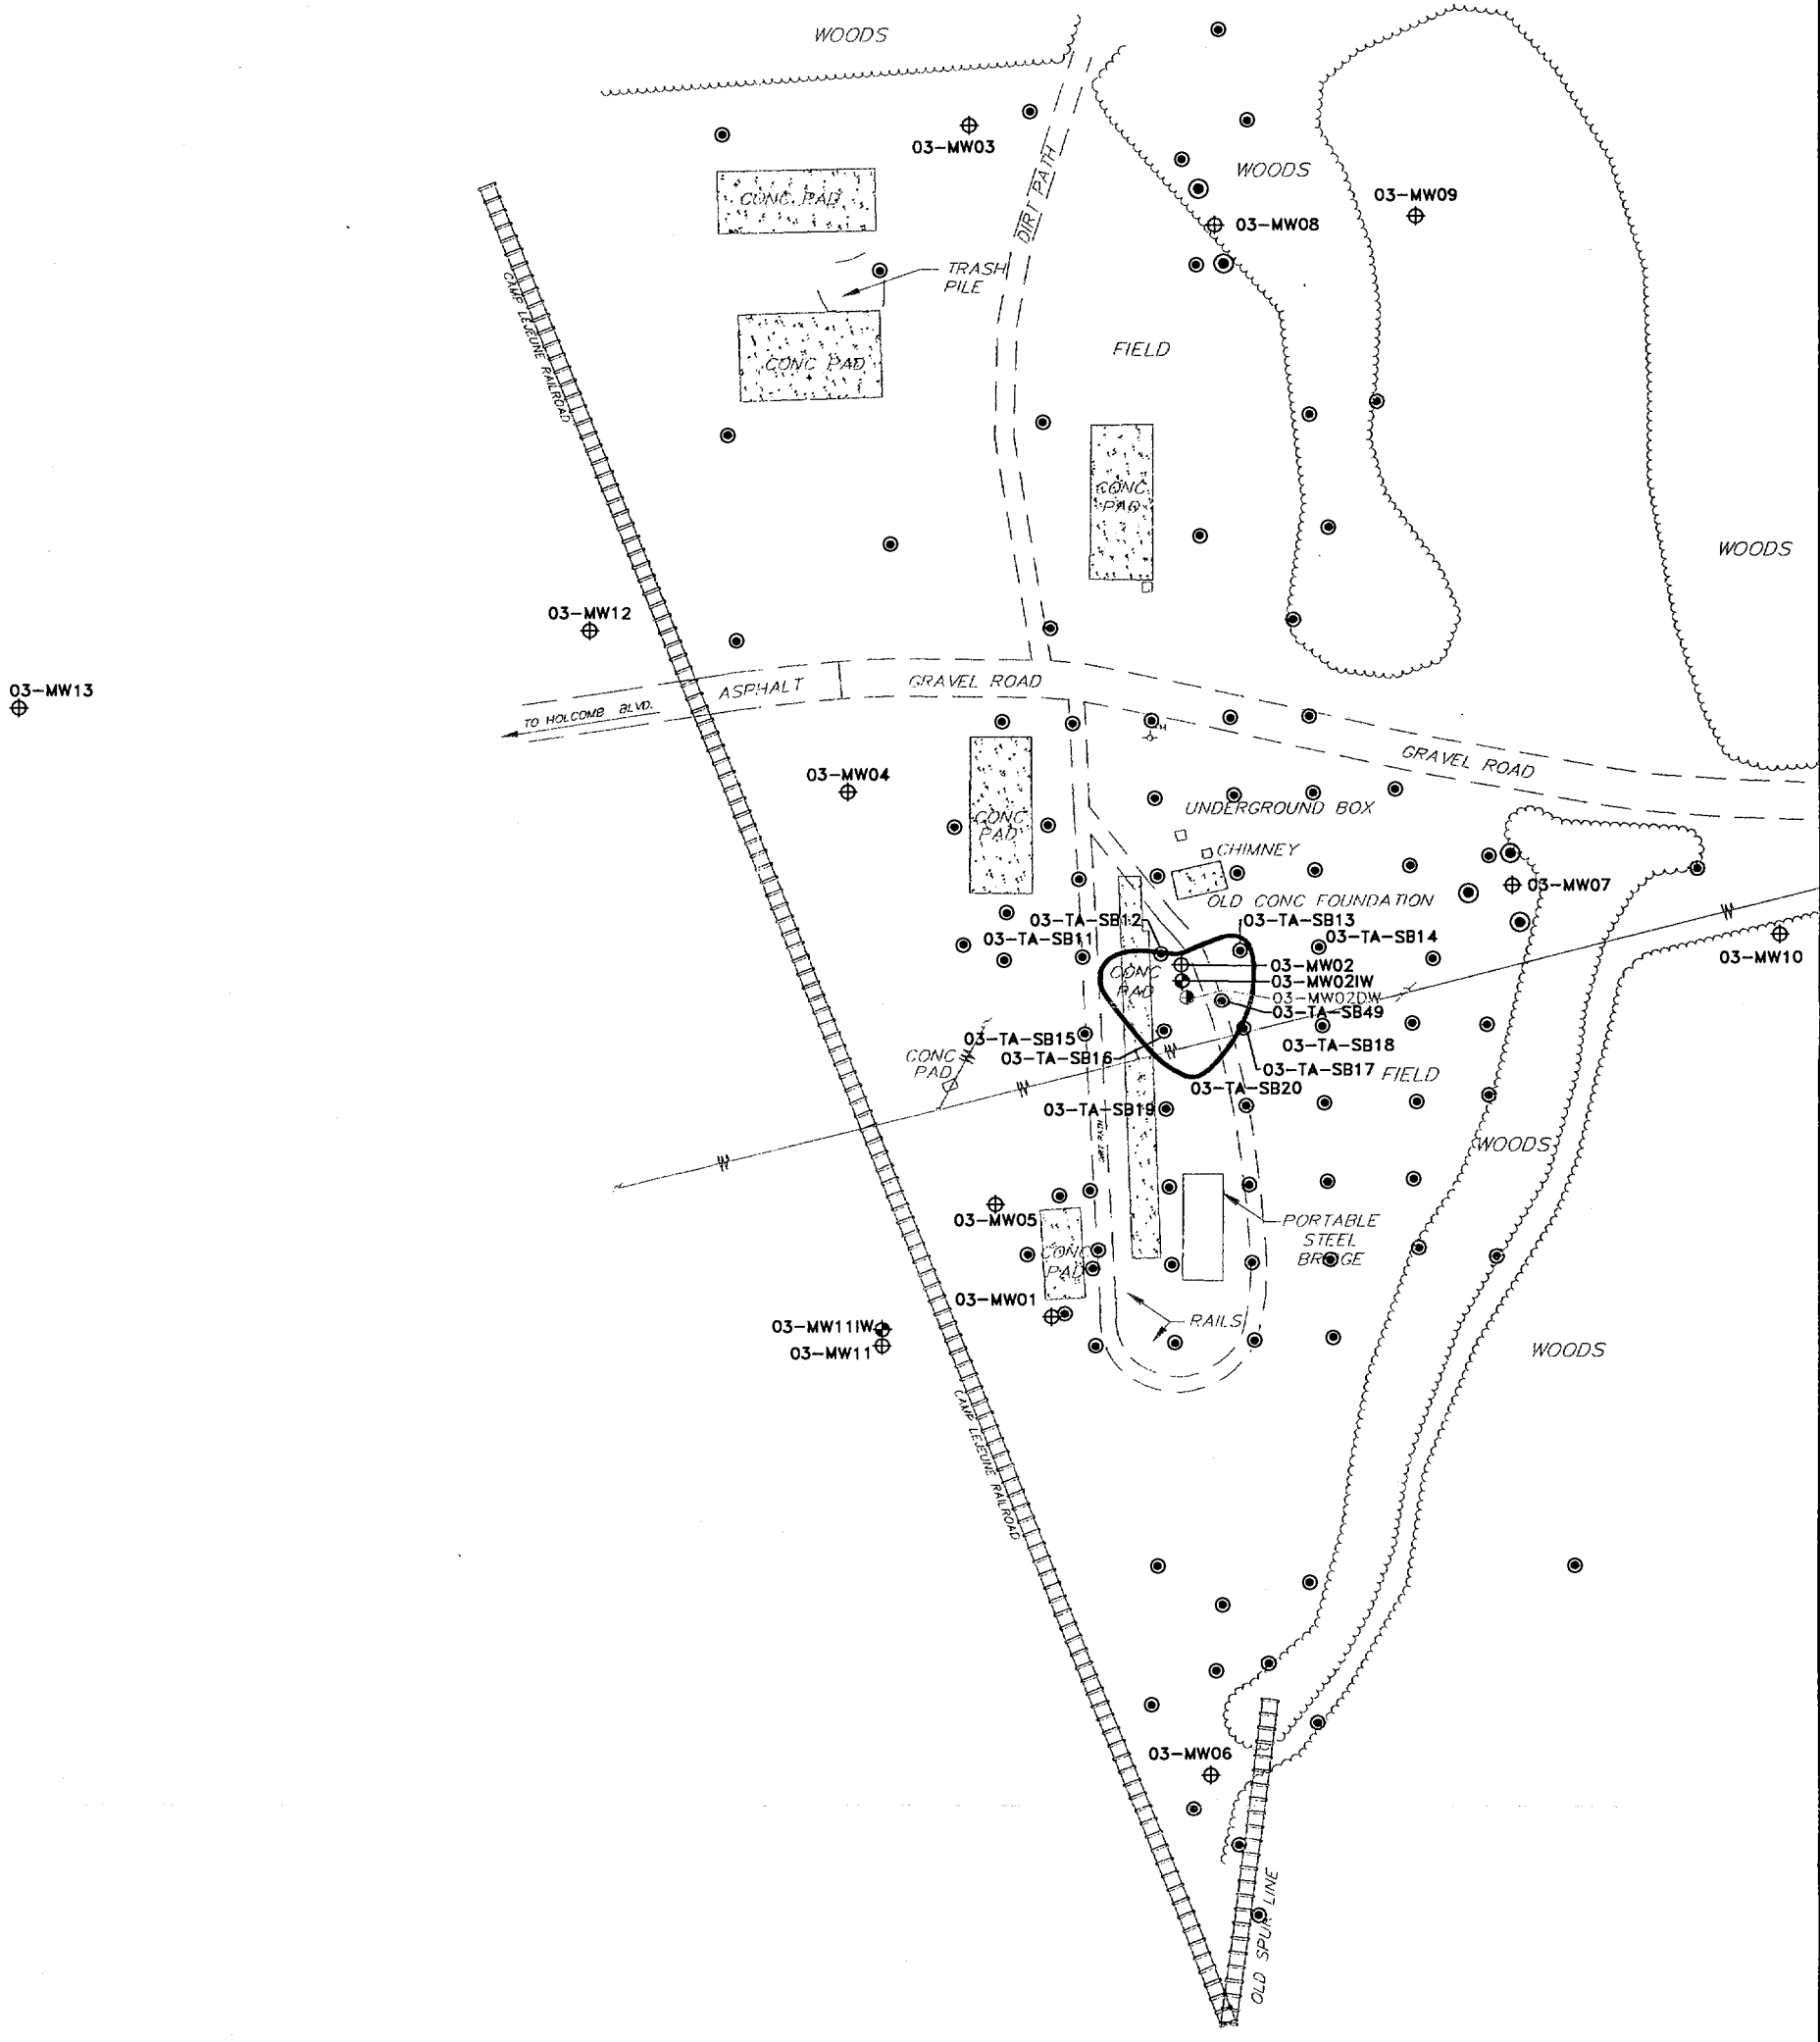 WOODS
03-MW03
CONC. PAD
DIRT PATH
WOODS
03-MW09
03-MW08
TRASH
PILE
CAMP LEJEUNE RAILROAD
CONC PAD
FIELD
CONC.
PAD
WOODS
03-MW12
03-MW13
ASPHALT
GRAVEL ROAD
TO HOLCOMB BLVD.
GRAVEL ROAD
03-MW04
CONC
PAD
UNDERGROUND BOX
CHIMNEY
03-MW07
OLD CONC FOUNDATION
03-TA-SB12
03-TA-SB13
03-TA-SB11
03-TA-SB14
03-MW10
CONC
PAD
03-MW02
03-MW02IW
03-MW02DW
03-TA-SB49
03-TA-SB15
03-TA-SB18
03-TA-SB16
CONC
PAD
03-TA-SB17
FIELD
03-TA-SB20
03-TA-SB19
DIRT PATH
WOODS
03-MW05
PORTABLE
STEEL
BRIDGE
CONC
PAD
03-MW01
RAILS
03-MW11IW
03-MW11
WOODS
CAMP LEJEUNE RAILROAD
03-MW06
OLD SPUR LINE